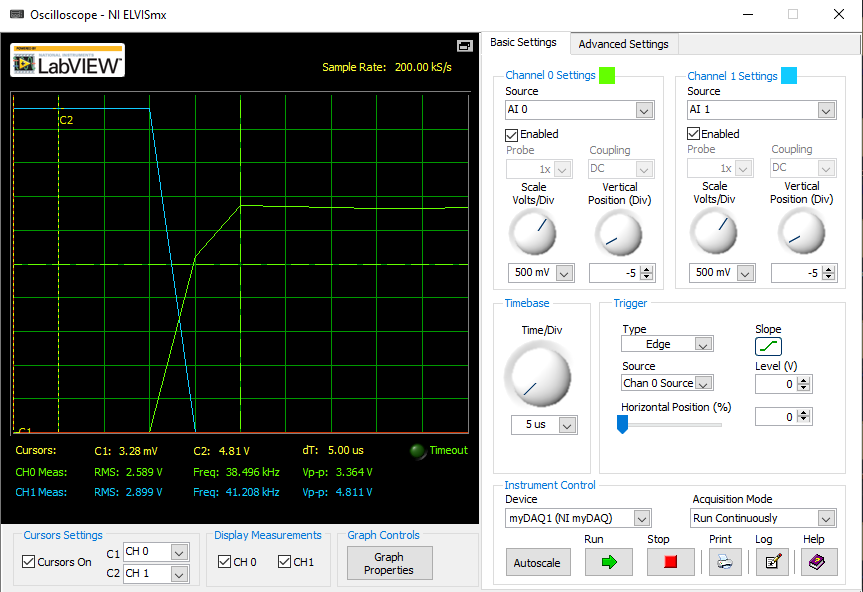 Oscilloscope - NI ELVISmx
POWERED BY
NATIONAL INSTRUMENTS
LabVIEW™
Sample Rate: 200.00 kS/s
C2
C1
Cursors: C1: 3.28 mV C2: 4.81 V dT: 5.00 us Timeout
CH0 Meas: RMS: 2.589 V Freq: 38.496 kHz Vp-p: 3.364 V
CH1 Meas: RMS: 2.899 V Freq: 41.208 kHz Vp-p: 4.811 V
Cursors Settings
Cursors On
C1 CH 0
C2 CH 1
Display Measurements
CH 0 CH1
Graph Controls
Graph
Properties
Basic Settings Advanced Settings
Channel 0 Settings
Source
AI 0
Enabled
Probe Coupling
1x DC
Scale Vertical
Volts/Div Position (Div)
500 mV -5
Channel 1 Settings
Source
AI 1
Enabled
Probe Coupling
1x DC
Scale Vertical
Volts/Div Position (Div)
500 mV -5
Timebase
Time/Div
5 us
Trigger
Type Slope
Edge
Source Level (V)
Chan 0 Source 0
Horizontal Position (%)
0
Instrument Control
Device Acquisition Mode
myDAQ1 (NI myDAQ) Run Continuously
Run Stop Print Log Help
Autoscale